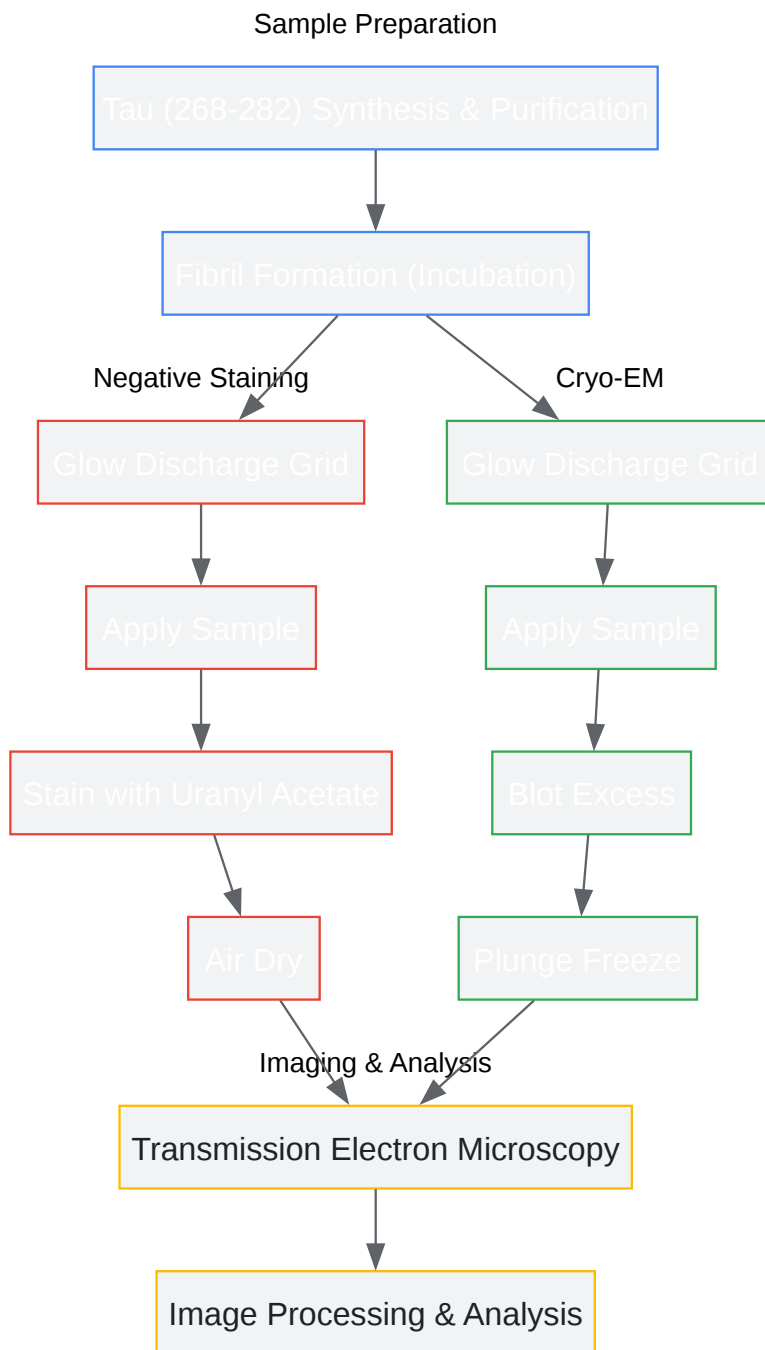 Sample Preparation
Tau (268-282) Synthesis & Purification
Fibril Formation (Incubation)
Negative Staining
Cryo-EM
Glow Discharge Grid
Glow Discharge Grid
Apply Sample
Apply Sample
Stain with Uranyl Acetate
Blot Excess
Air Dry
Plunge Freeze
Imaging & Analysis
Transmission Electron Microscopy
Image Processing & Analysis